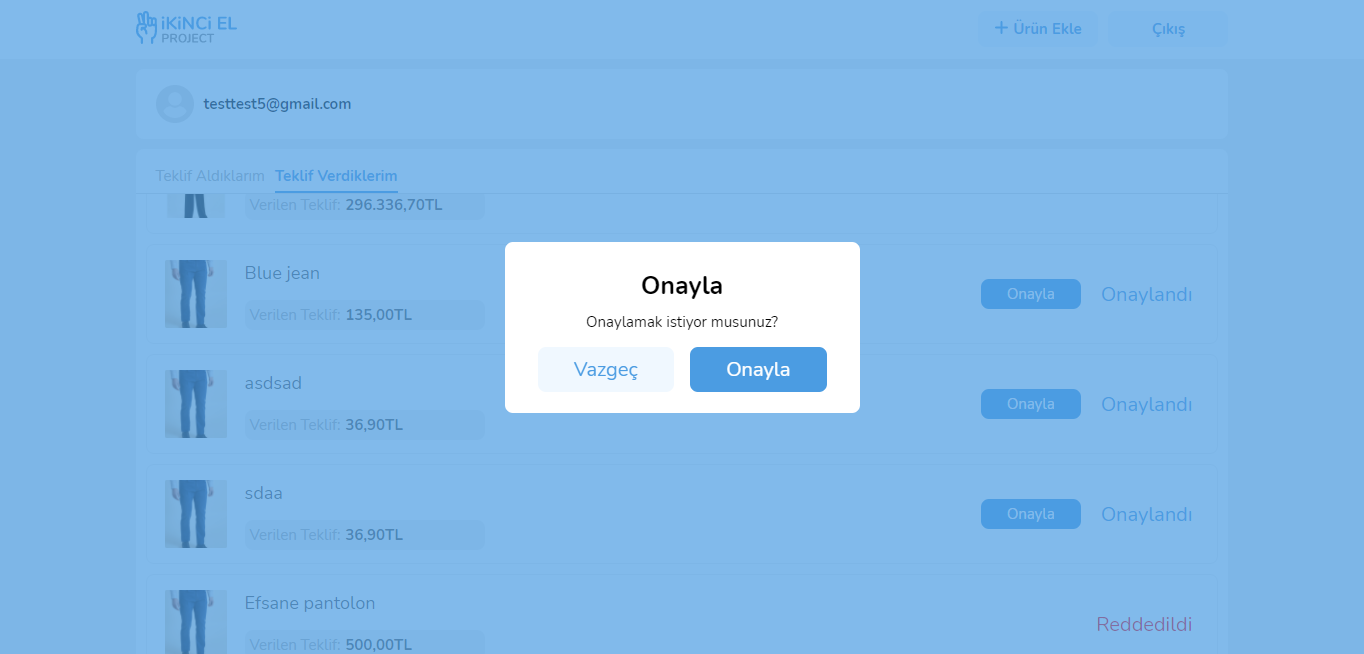 iKiNCi EL
PROJECT
+ Ürün Ekle
Çıkış
testtest5@gmail.com
Teklif Aldıklarım
Teklif Verdiklerim
Verilen Teklif: 296.336,70TL
Blue jean
Verilen Teklif: 135,00TL
Onayla
Onaylandı
asdsad
Verilen Teklif: 36,90TL
Onayla
Onaylandı
sdaa
Verilen Teklif: 36,90TL
Onayla
Onaylandı
Efsane pantolon
Verilen Teklif: 500,00TL
Reddedildi
Onayla
Onaylamak istiyor musunuz?
Vazgeç
Onayla